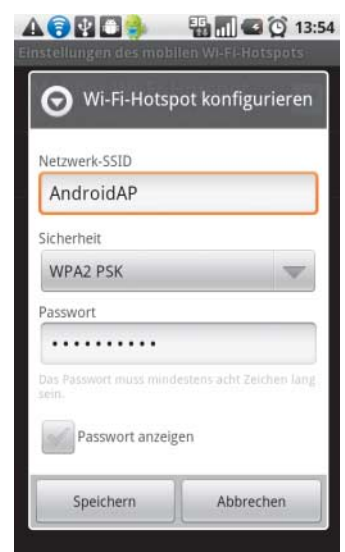 3G
13:54
Einstellungen des mobilen Wi-Fi-Hotspots
Wi-Fi-Hotspot konfigurieren
Netzwerk-SSID
AndroidAP
Sicherheit
WPA2 PSK
Passwort
••••••••••
Das Passwort muss mindestens acht Zeichen lang
sein.
Passwort anzeigen
Speichern
Abbrechen